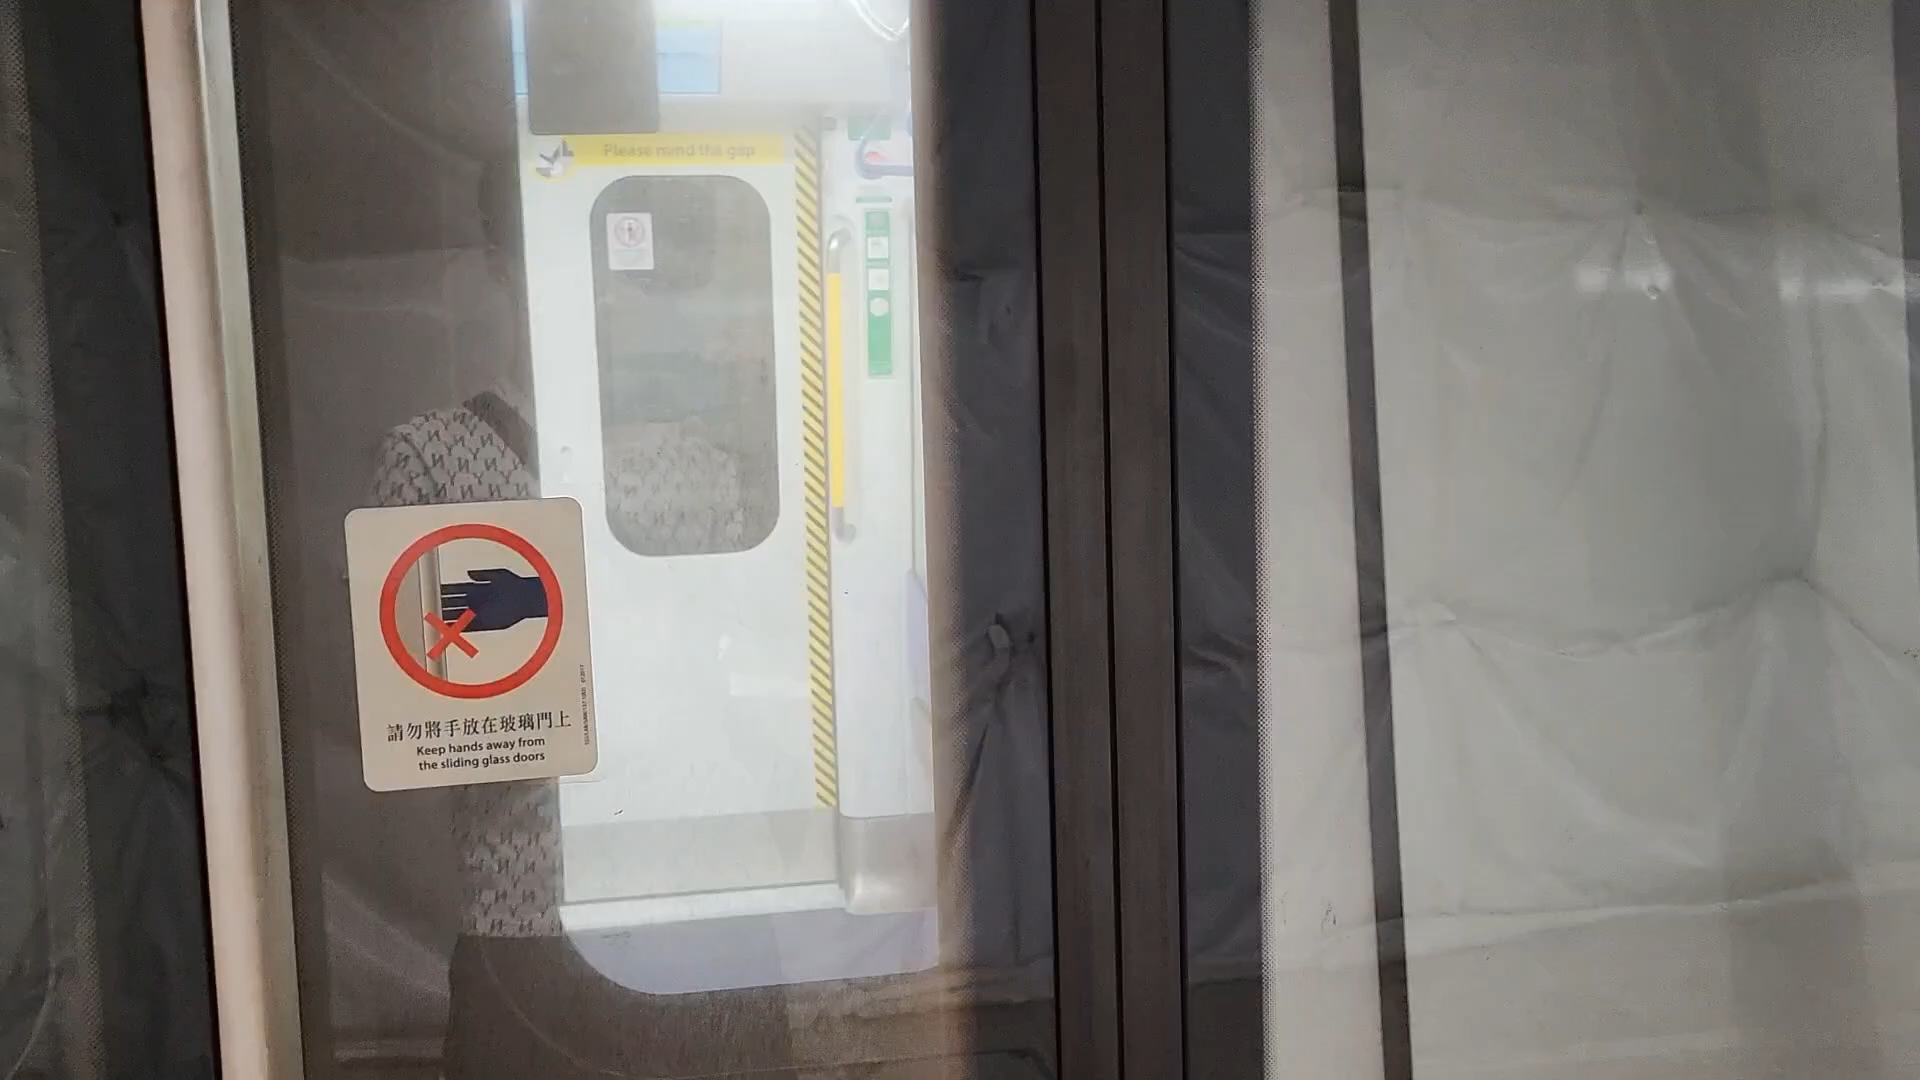 Please mind the gap
請勿將手放在玻璃門上
Keep hands away from
the sliding glass doors